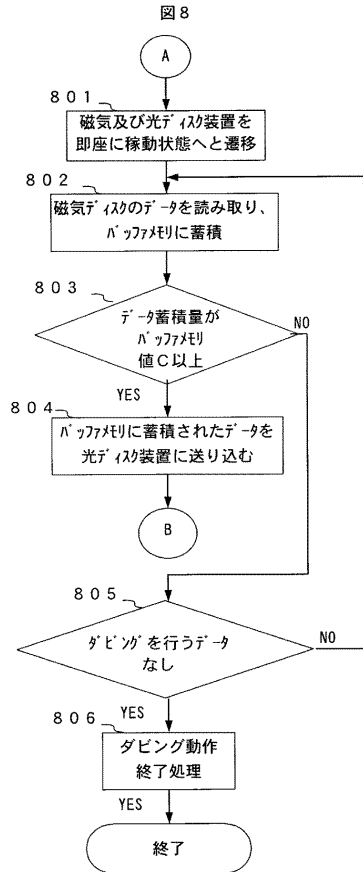 図8
A
801
磁気及び光ディスク装置を
即座に稼動状態へと遷移
802
磁気ディスクのデータを読み取り、
バッファメモリに蓄積
803
データ蓄積量が
バッファメモリ
値C以上
NO
YES
804
バッファメモリに蓄積されたデータを
光ディスク装置に送り込む
B
805
ダビングを行うデータ
なし
NO
YES
806
ダビング動作
終了処理
YES
終了